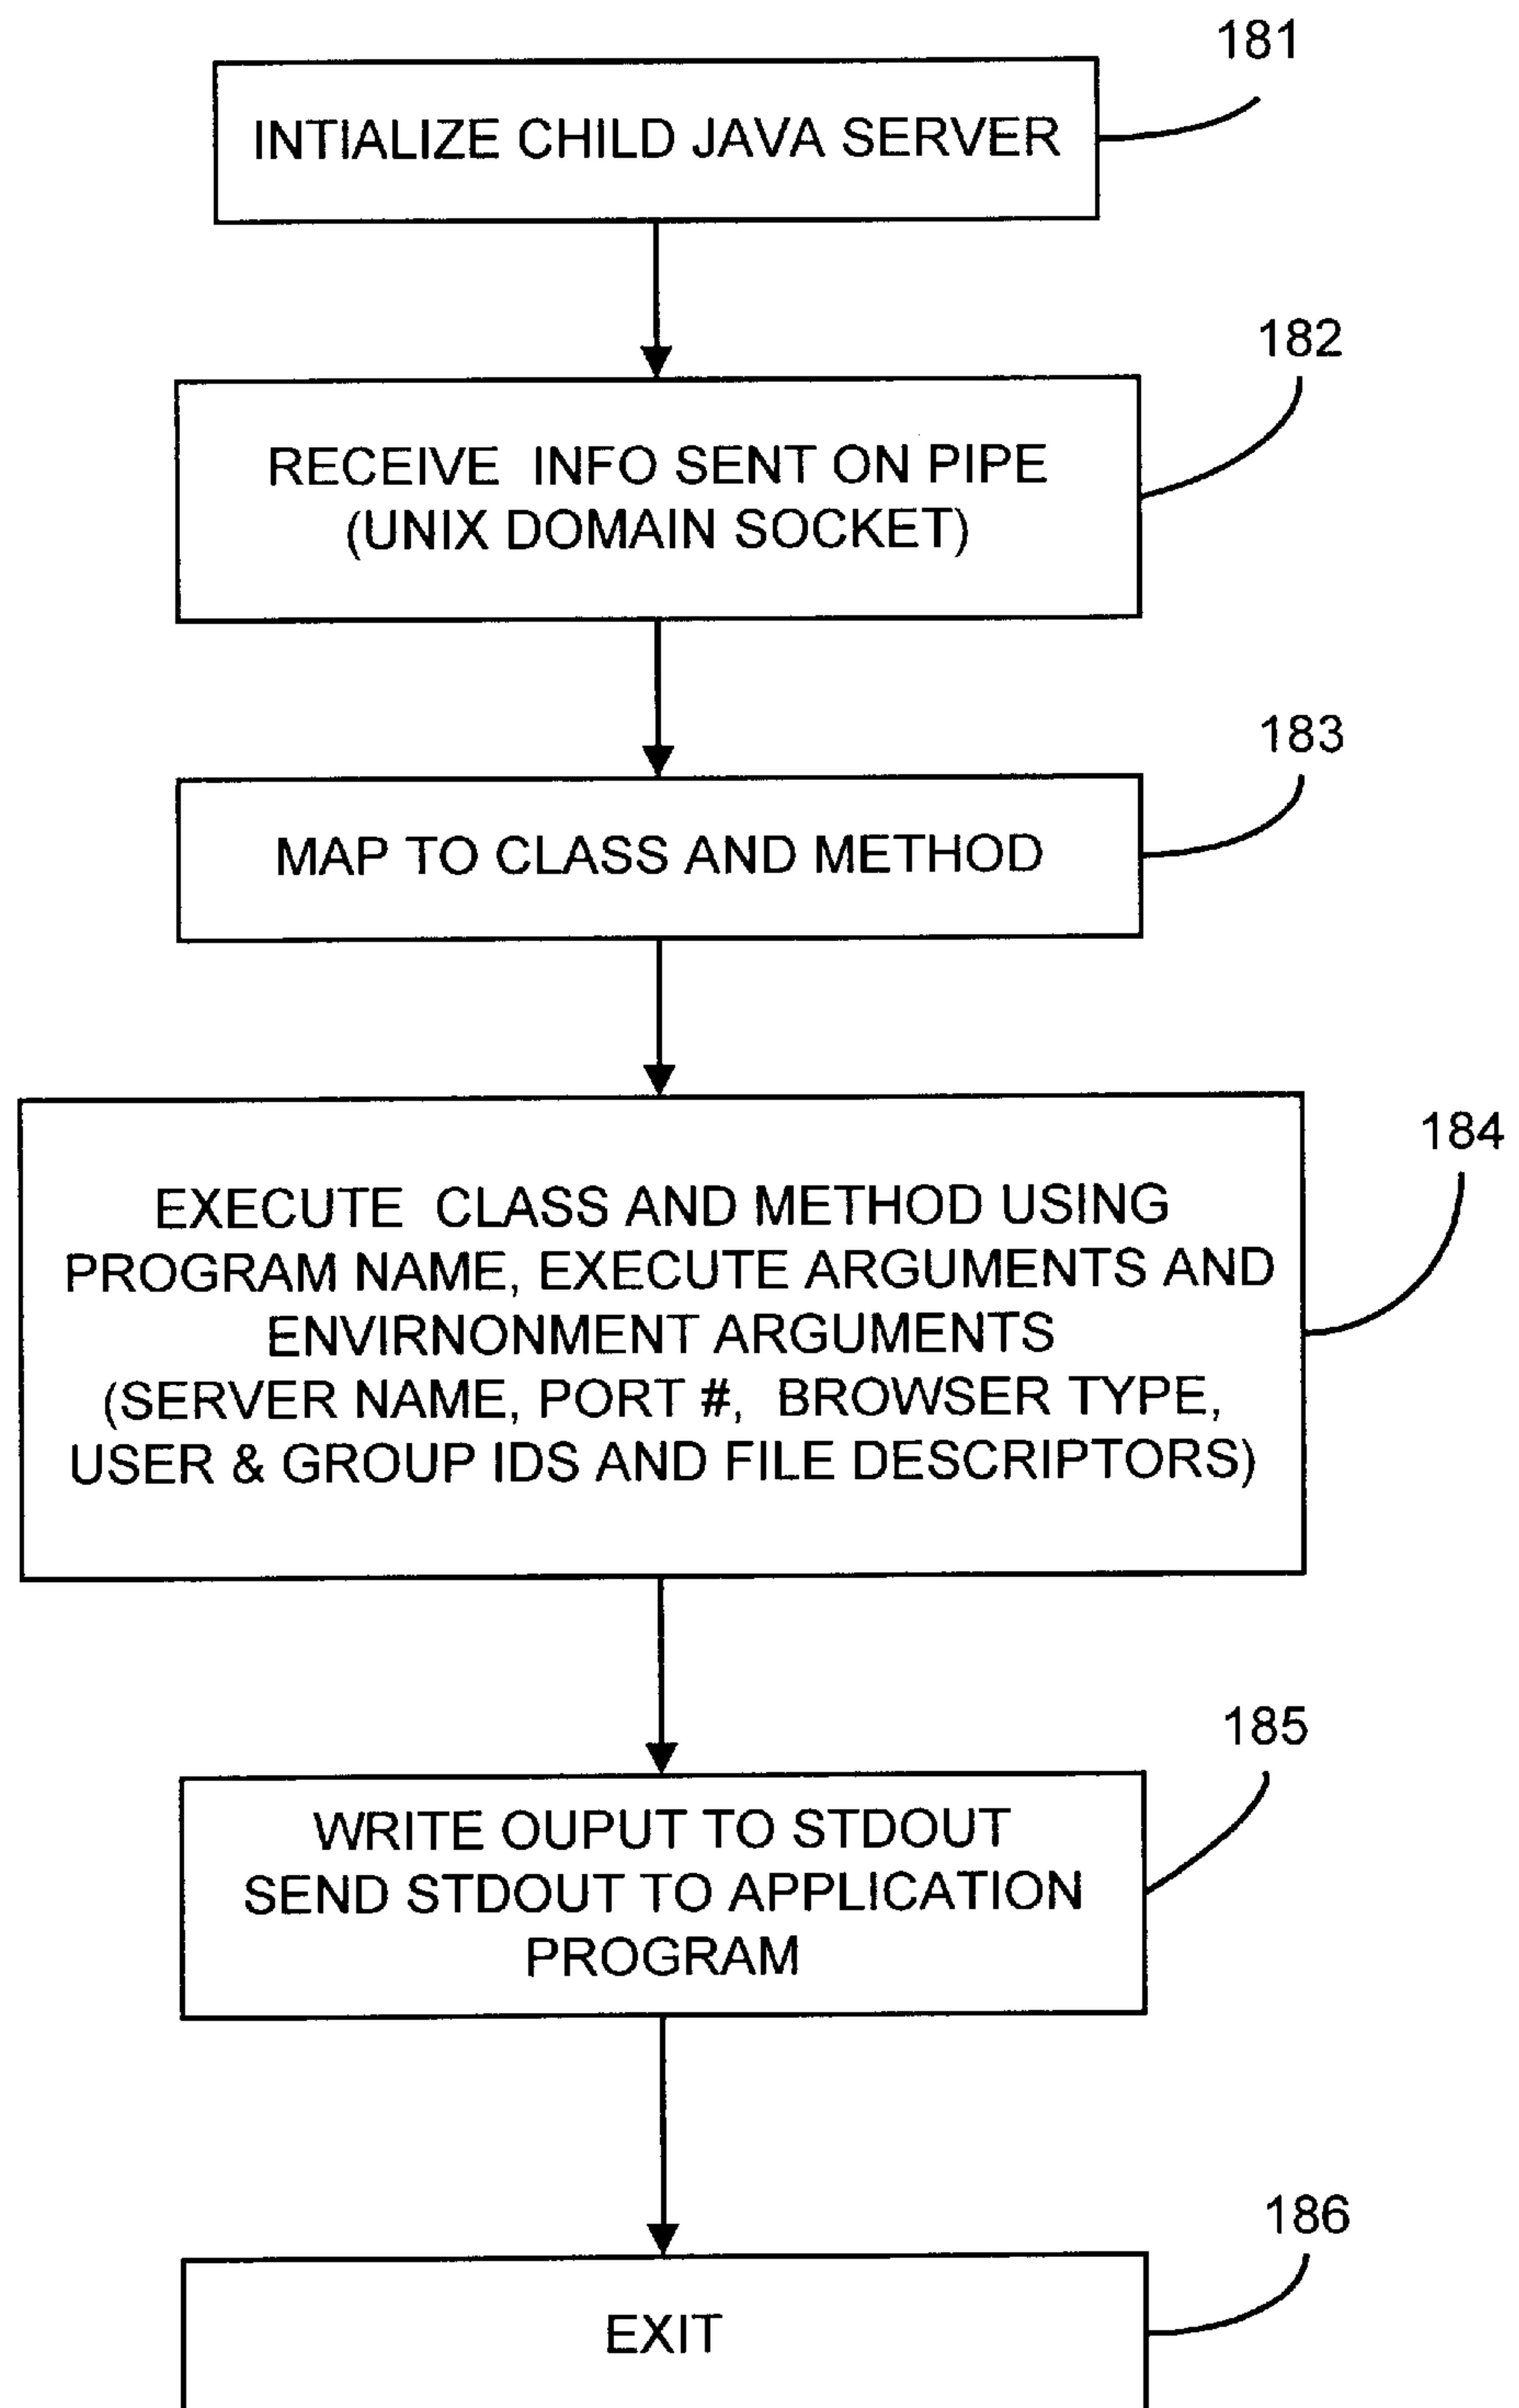 181
INTIALIZE CHILD JAVA SERVER
182
RECEIVE INFO SENT ON PIPE
(UNIX DOMAIN SOCKET)
183
MAP TO CLASS AND METHOD
184
EXECUTE CLASS AND METHOD USING
PROGRAM NAME, EXECUTE ARGUMENTS AND
ENVIRNONMENT ARGUMENTS
(SERVER NAME, PORT #, BROWSER TYPE,
USER & GROUP IDS AND FILE DESCRIPTORS)
185
WRITE OUPUT TO STDOUT
SEND STDOUT TO APPLICATION
PROGRAM
186
EXIT